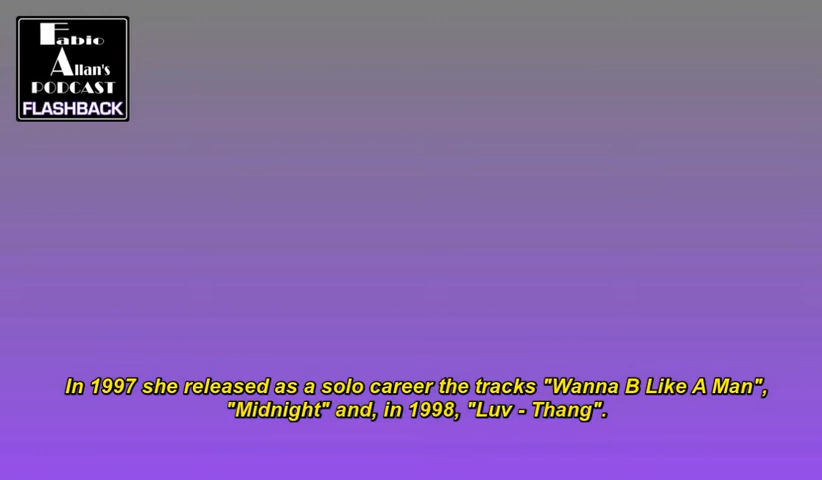 Fabio
Allan's
PODCAST
FLASHBACK
In 1997 she released as a solo career the tracks "Wanna B Like A Man",
"Midnight" and, in 1998, "Luv - Thang".